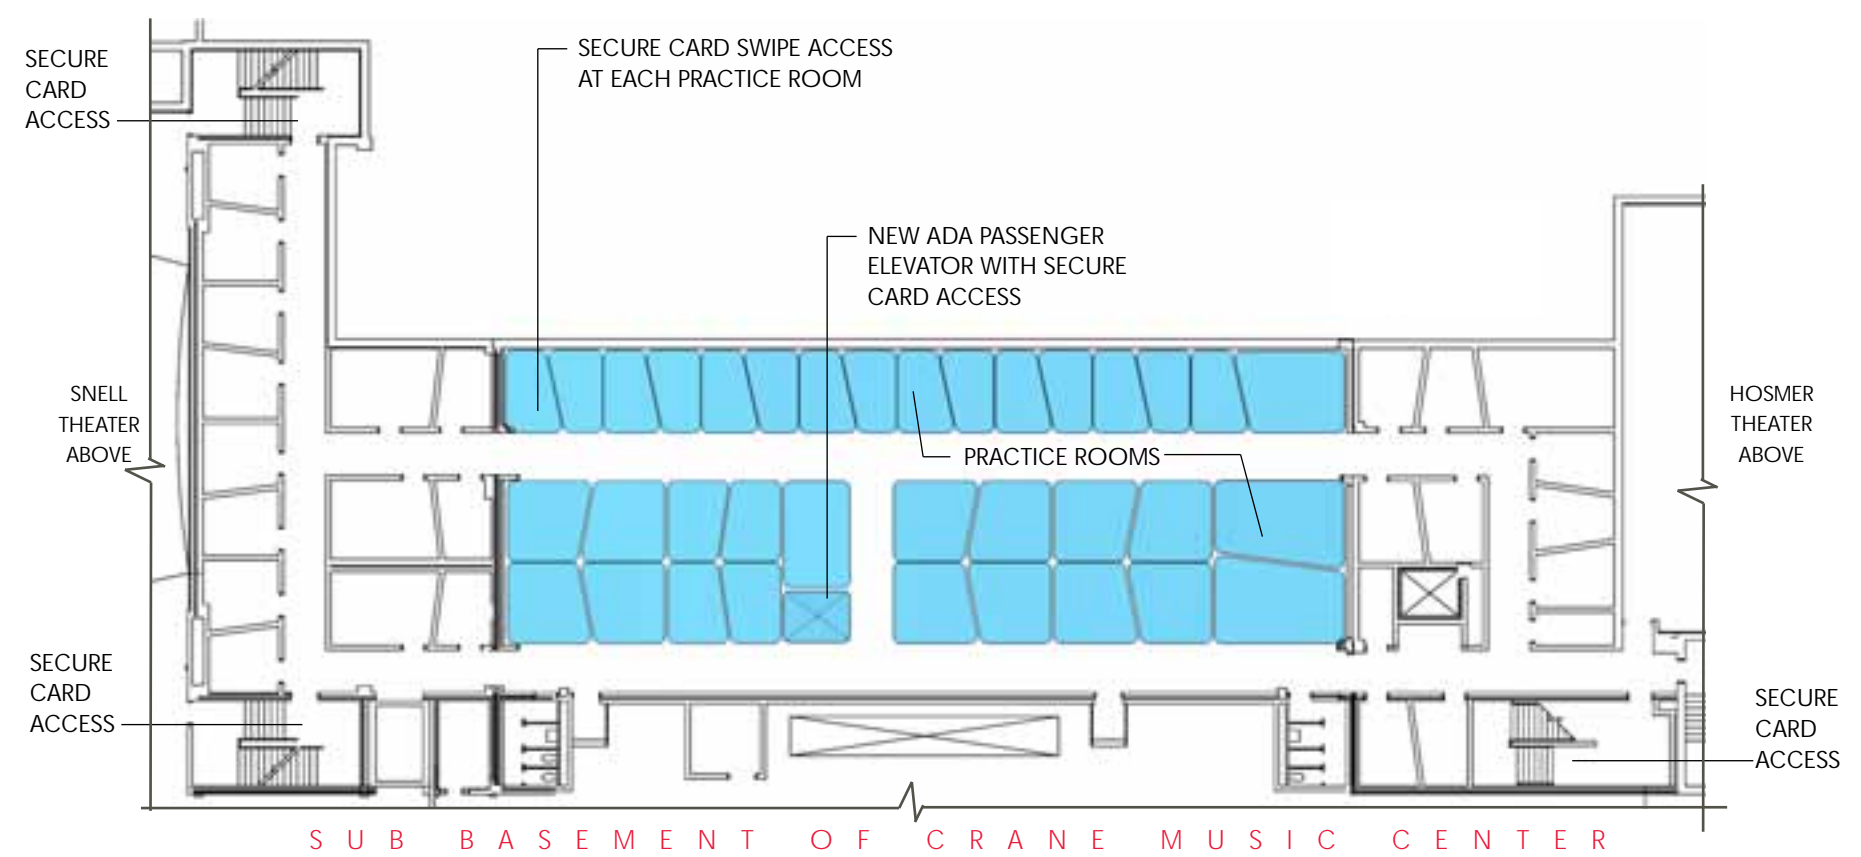 SECURE
CARD
ACCESS
SECURE CARD SWIPE ACCESS
AT EACH PRACTICE ROOM
NEW ADA PASSENGER
ELEVATOR WITH SECURE
CARD ACCESS
SNELL
THEATER
ABOVE
HOSMER
THEATER
ABOVE
PRACTICE ROOMS
SECURE
CARD
ACCESS
SECURE
CARD
ACCESS
SUB BASEMENT OF CRANE MUSIC CENTER